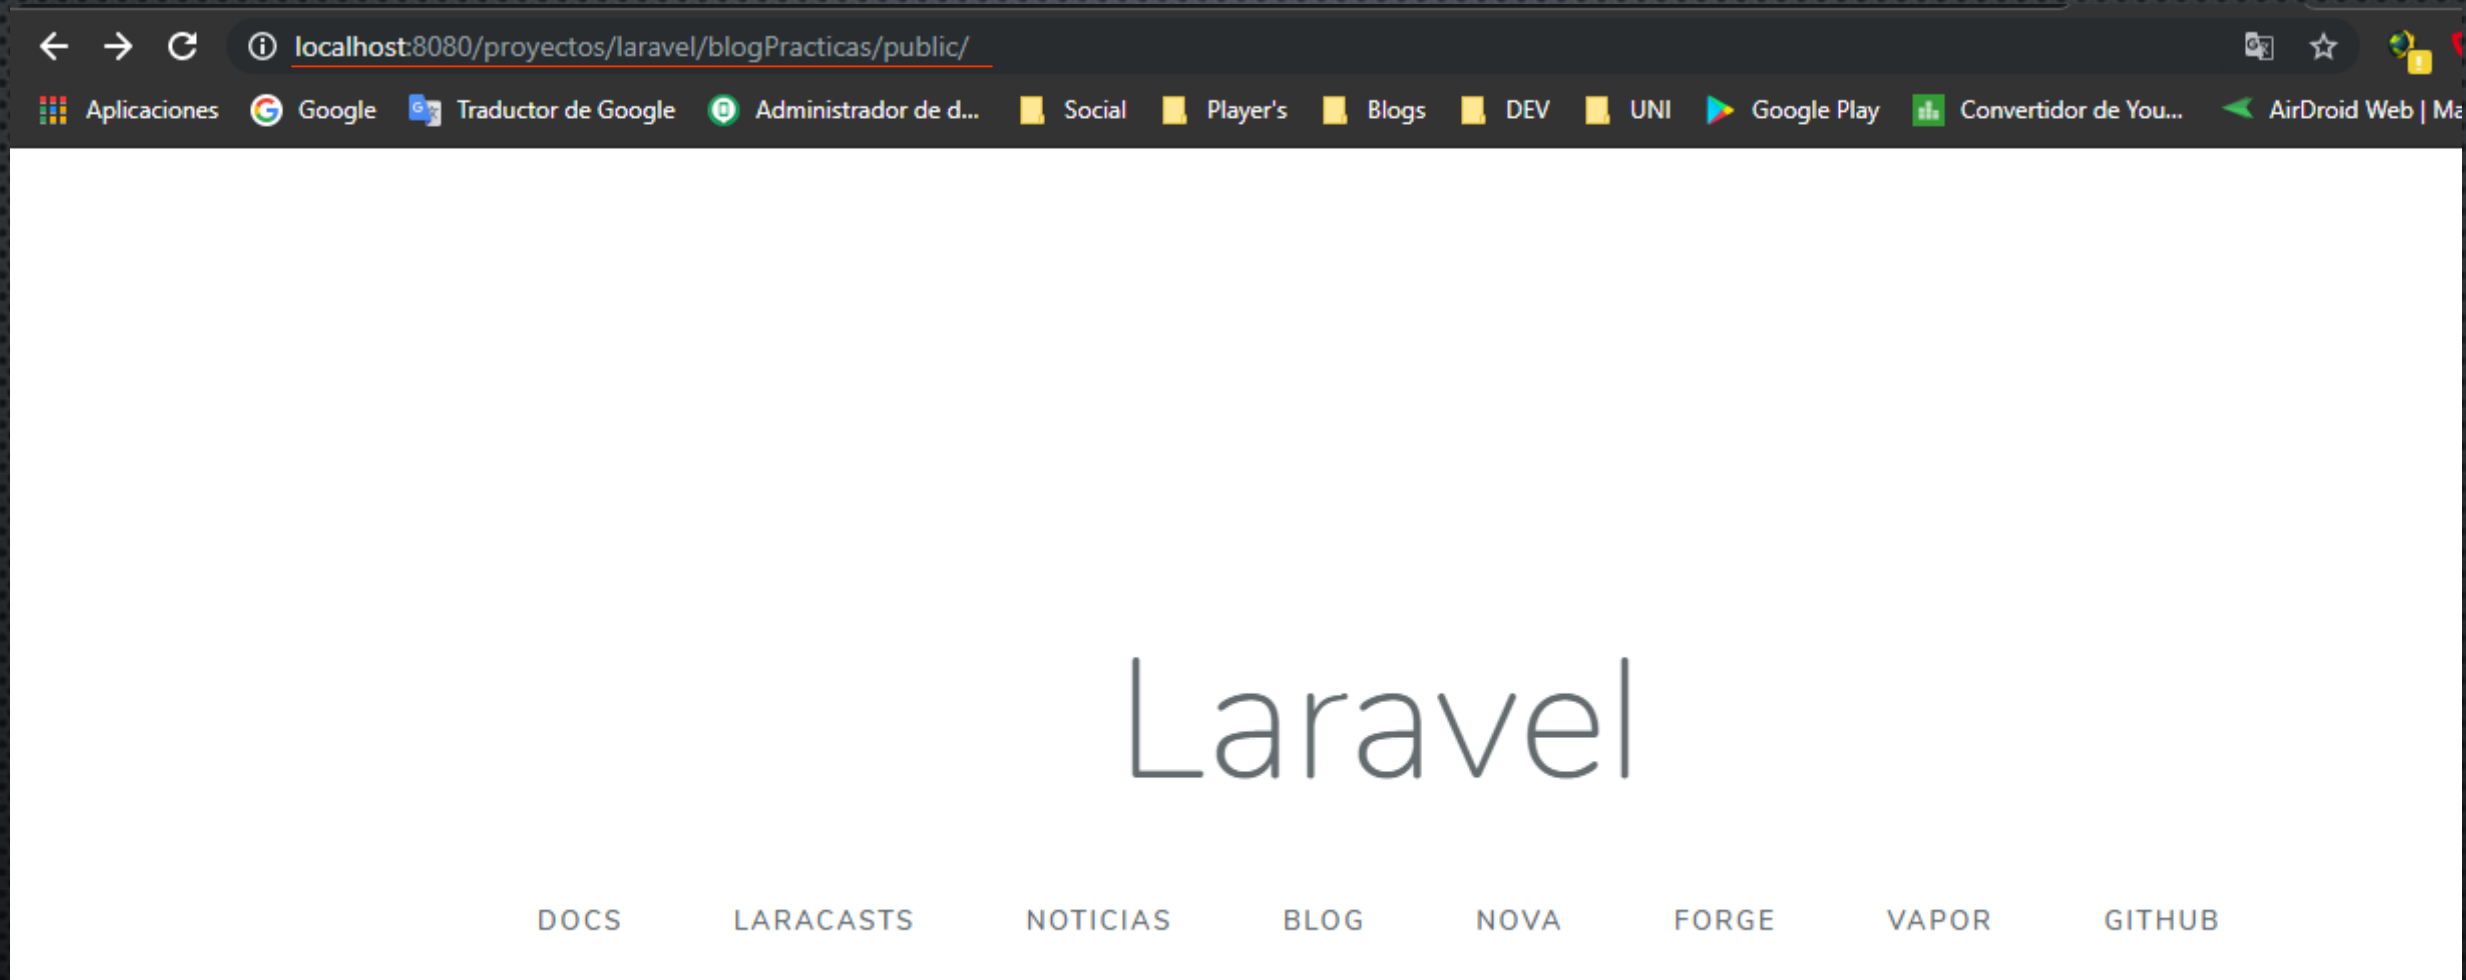 localhost:8080/proyectos/laravel/blogPracticas/public/
Aplicaciones Google Traductor de Google Administrador de d... Social Player's Blogs DEV UNI Google Play Convertidor de You... AirDroid Web | Ma
Laravel
DOCS LARACASTS NOTICIAS BLOG NOVA FORGE VAPOR GITHUB